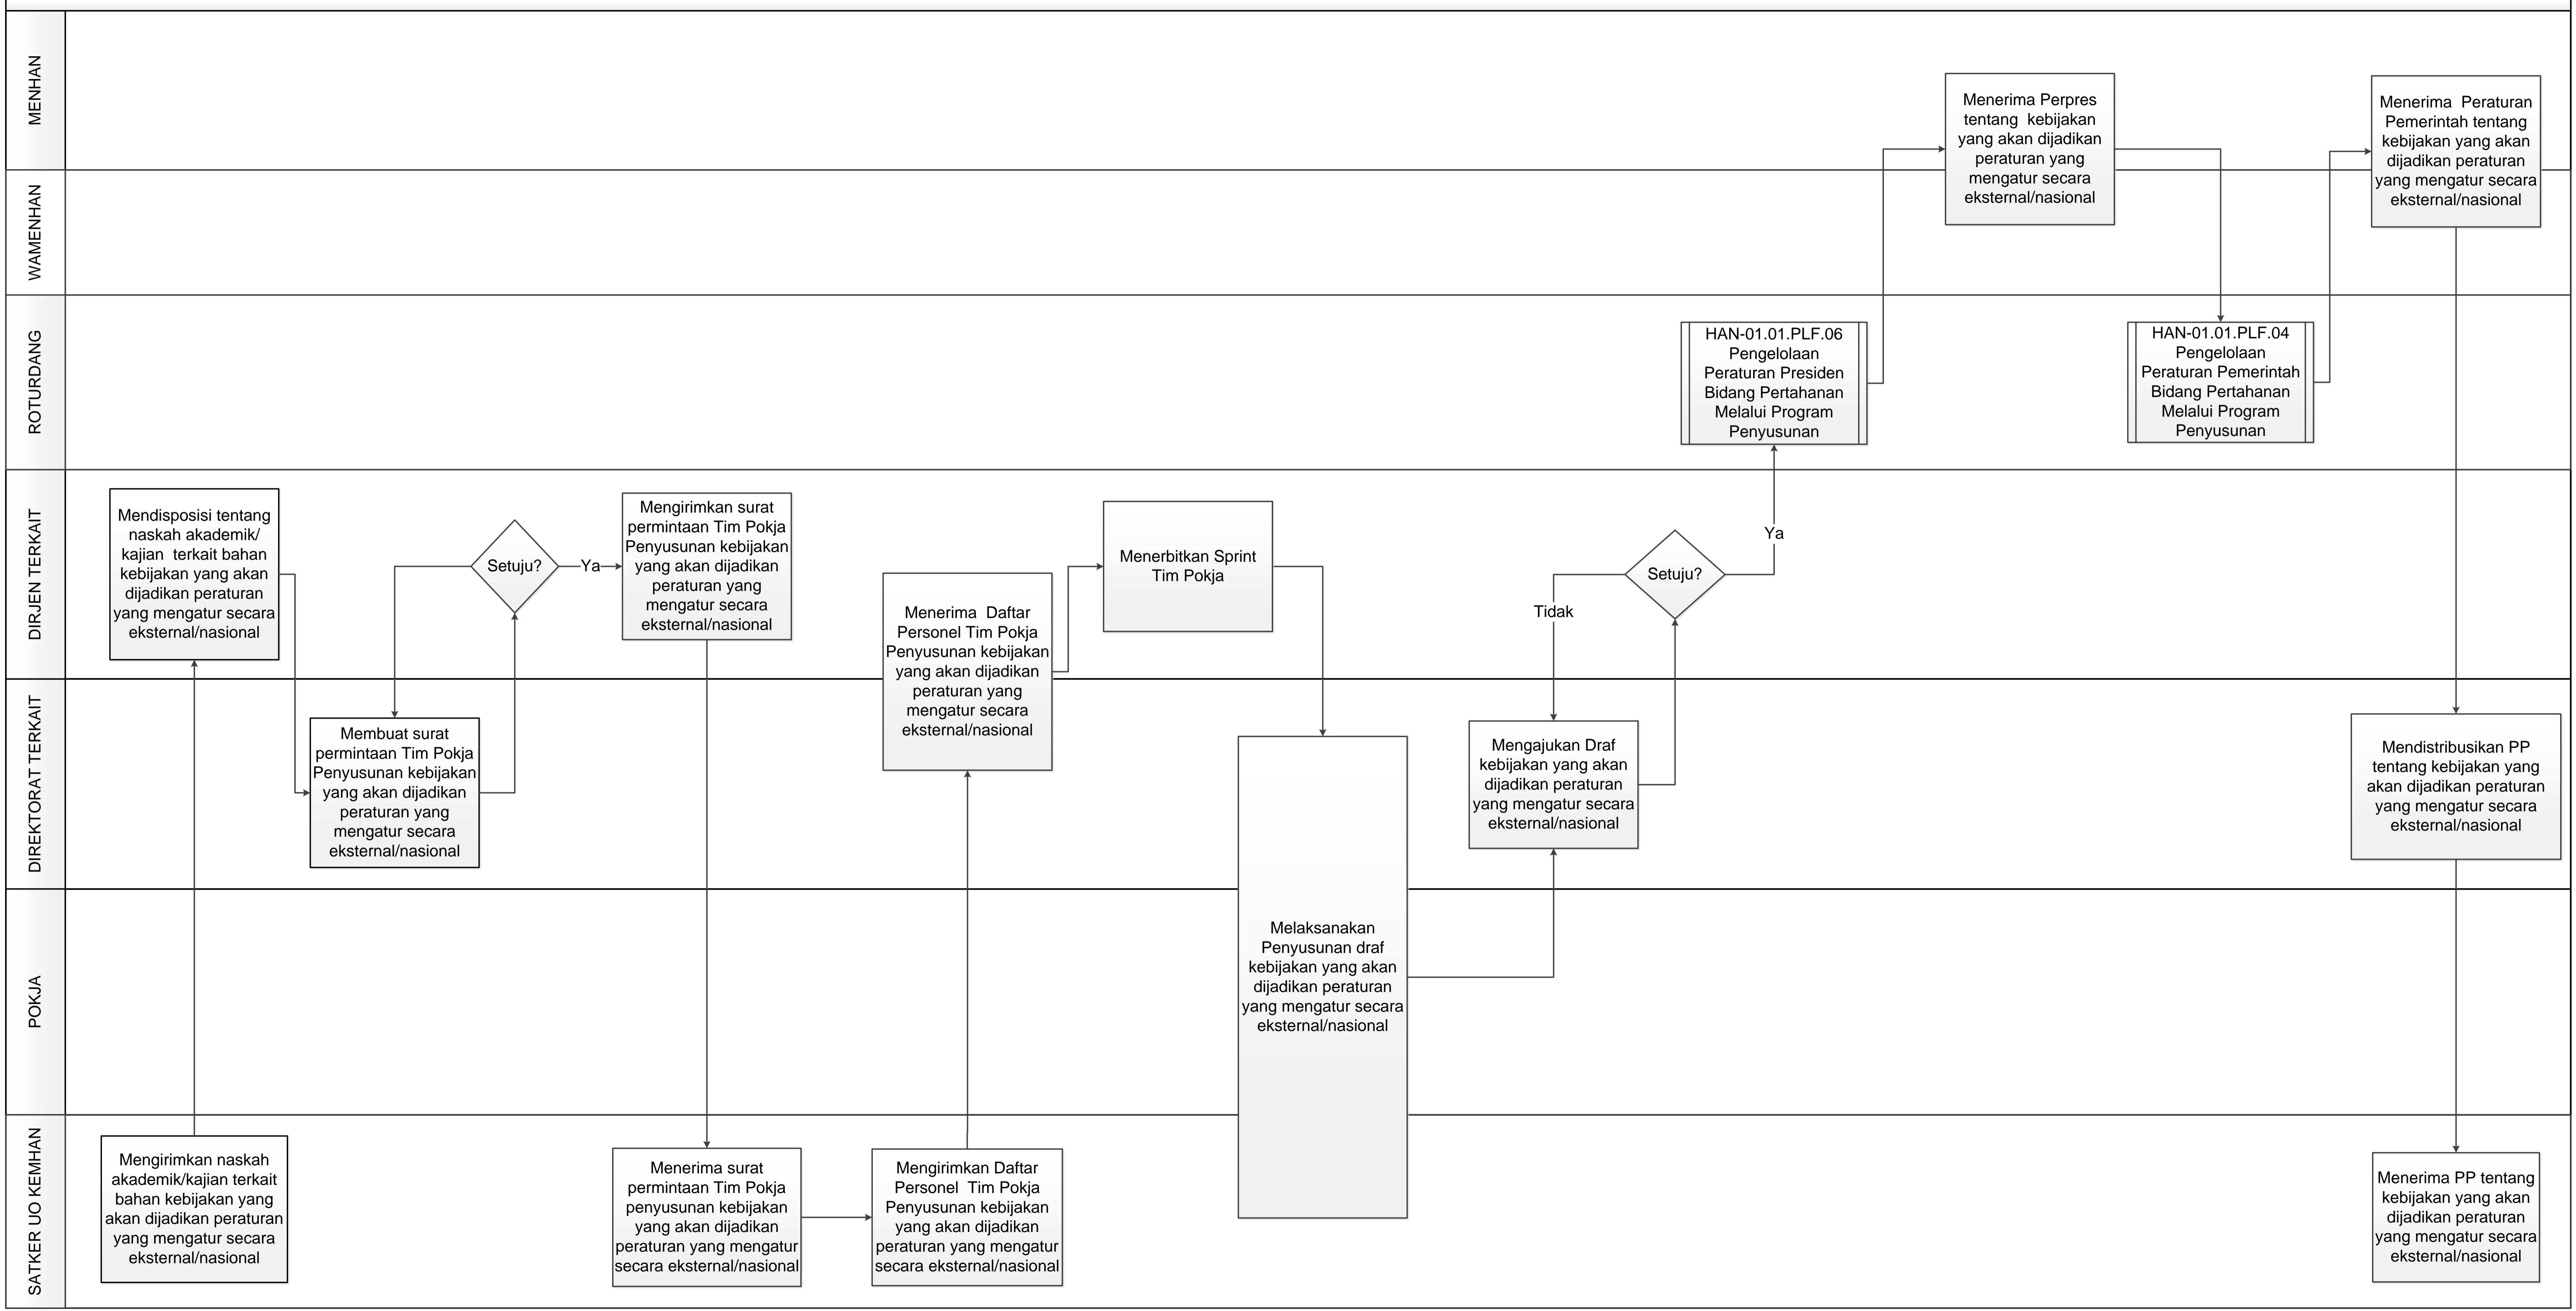 MENHAN
Menerima Perpres
tentang kebijakan
yang akan dijadikan
peraturan yang
mengatur secara
eksternal/nasional
Menerima Peraturan
Pemerintah tentang
kebijakan yang akan
dijadikan peraturan
yang mengatur secara
eksternal/nasional
WAMENHAN
ROTURDANG
HAN-01.01.PLF.06
Pengelolaan
Peraturan Presiden
Bidang Pertahanan
Melalui Program
Penyusunan
HAN-01.01.PLF.04
Pengelolaan
Peraturan Pemerintah
Bidang Pertahanan
Melalui Program
Penyusunan
DIRJEN TERKAIT
Mendisposisi tentang
naskah akademik/
kajian terkait bahan
kebijakan yang akan
dijadikan peraturan
yang mengatur secara
eksternal/nasional
Setuju?
Ya
Mengirimkan surat
permintaan Tim Pokja
Penyusunan kebijakan
yang akan dijadikan
peraturan yang
mengatur secara
eksternal/nasional
Menerima Daftar
Personel Tim Pokja
Penyusunan kebijakan
yang akan dijadikan
peraturan yang
mengatur secara
eksternal/nasional
Menerbitkan Sprint
Tim Pokja
Setuju?
Ya
Tidak
DIREKTORAT TERKAIT
Membuat surat
permintaan Tim Pokja
Penyusunan kebijakan
yang akan dijadikan
peraturan yang
mengatur secara
eksternal/nasional
Mengajukan Draf
kebijakan yang akan
dijadikan peraturan
yang mengatur secara
eksternal/nasional
Mendistribusikan PP
tentang kebijakan yang
akan dijadikan peraturan
yang mengatur secara
eksternal/nasional
POKJA
Melaksanakan
Penyusunan draf
kebijakan yang akan
dijadikan peraturan
yang mengatur secara
eksternal/nasional
SATKER UO KEMHAN
Mengirimkan naskah
akademik/kajian terkait
bahan kebijakan yang
akan dijadikan peraturan
yang mengatur secara
eksternal/nasional
Menerima surat
permintaan Tim Pokja
penyusunan kebijakan
yang akan dijadikan
peraturan yang mengatur
secara eksternal/nasional
Mengirimkan Daftar
Personel Tim Pokja
Penyusunan kebijakan
yang akan dijadikan
peraturan yang mengatur
secara eksternal/nasional
Menerima PP tentang
kebijakan yang akan
dijadikan peraturan
yang mengatur secara
eksternal/nasional